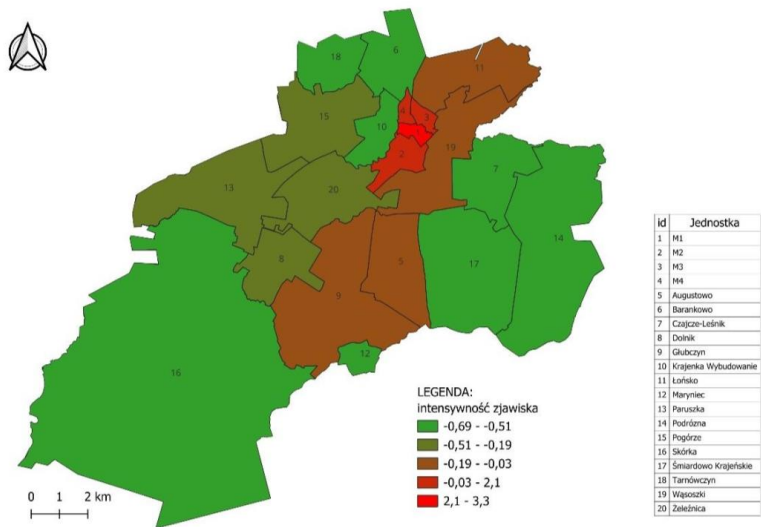 18
6
11
15
10
4
3
2
19
7
13
20
14
17
8
5
9
12
16
LEGENDA:
intensywność zjawiska
-0,69 - -0,51
-0,51 - -0,19
-0,19 - -0,03
-0,03 - 2,1
2,1 - 3,3
0 1 2 km
id Jednostka
1 M1
2 M2
3 M3
4 M4
5 Augustowo
6 Barankowo
7 Czajcze-Leśnik
8 Dolnik
9 Głubczyn
10 Krajenka Wybudowanie
11 Łońsko
12 Maryniec
13 Paruszka
14 Podróżna
15 Pogórze
16 Skórka
17 Śmiardowo Krajeńskie
18 Tarnówczyn
19 Wąsoszki
20 Żeleźnica